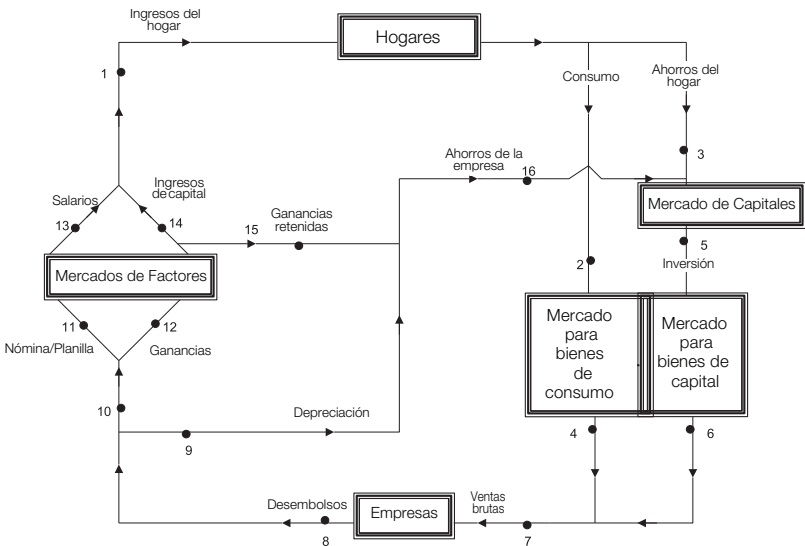 Ingresos del
hogar
Hogares
1
Consumo
Ahorros del
hogar
Ahorros de la
empresa
16
3
Salarios
Ingresos
de capital
13
14
15
Ganancias
retenidas
Mercado de Capitales
5
Inversión
2
Mercados de Factores
11
12
Nómina/Planilla
Ganancias
Mercado
para
bienes
de
consumo
Mercado
para
bienes de
capital
10
Depreciación
9
4
6
Desembolsos
8
Empresas
Ventas
brutas
7